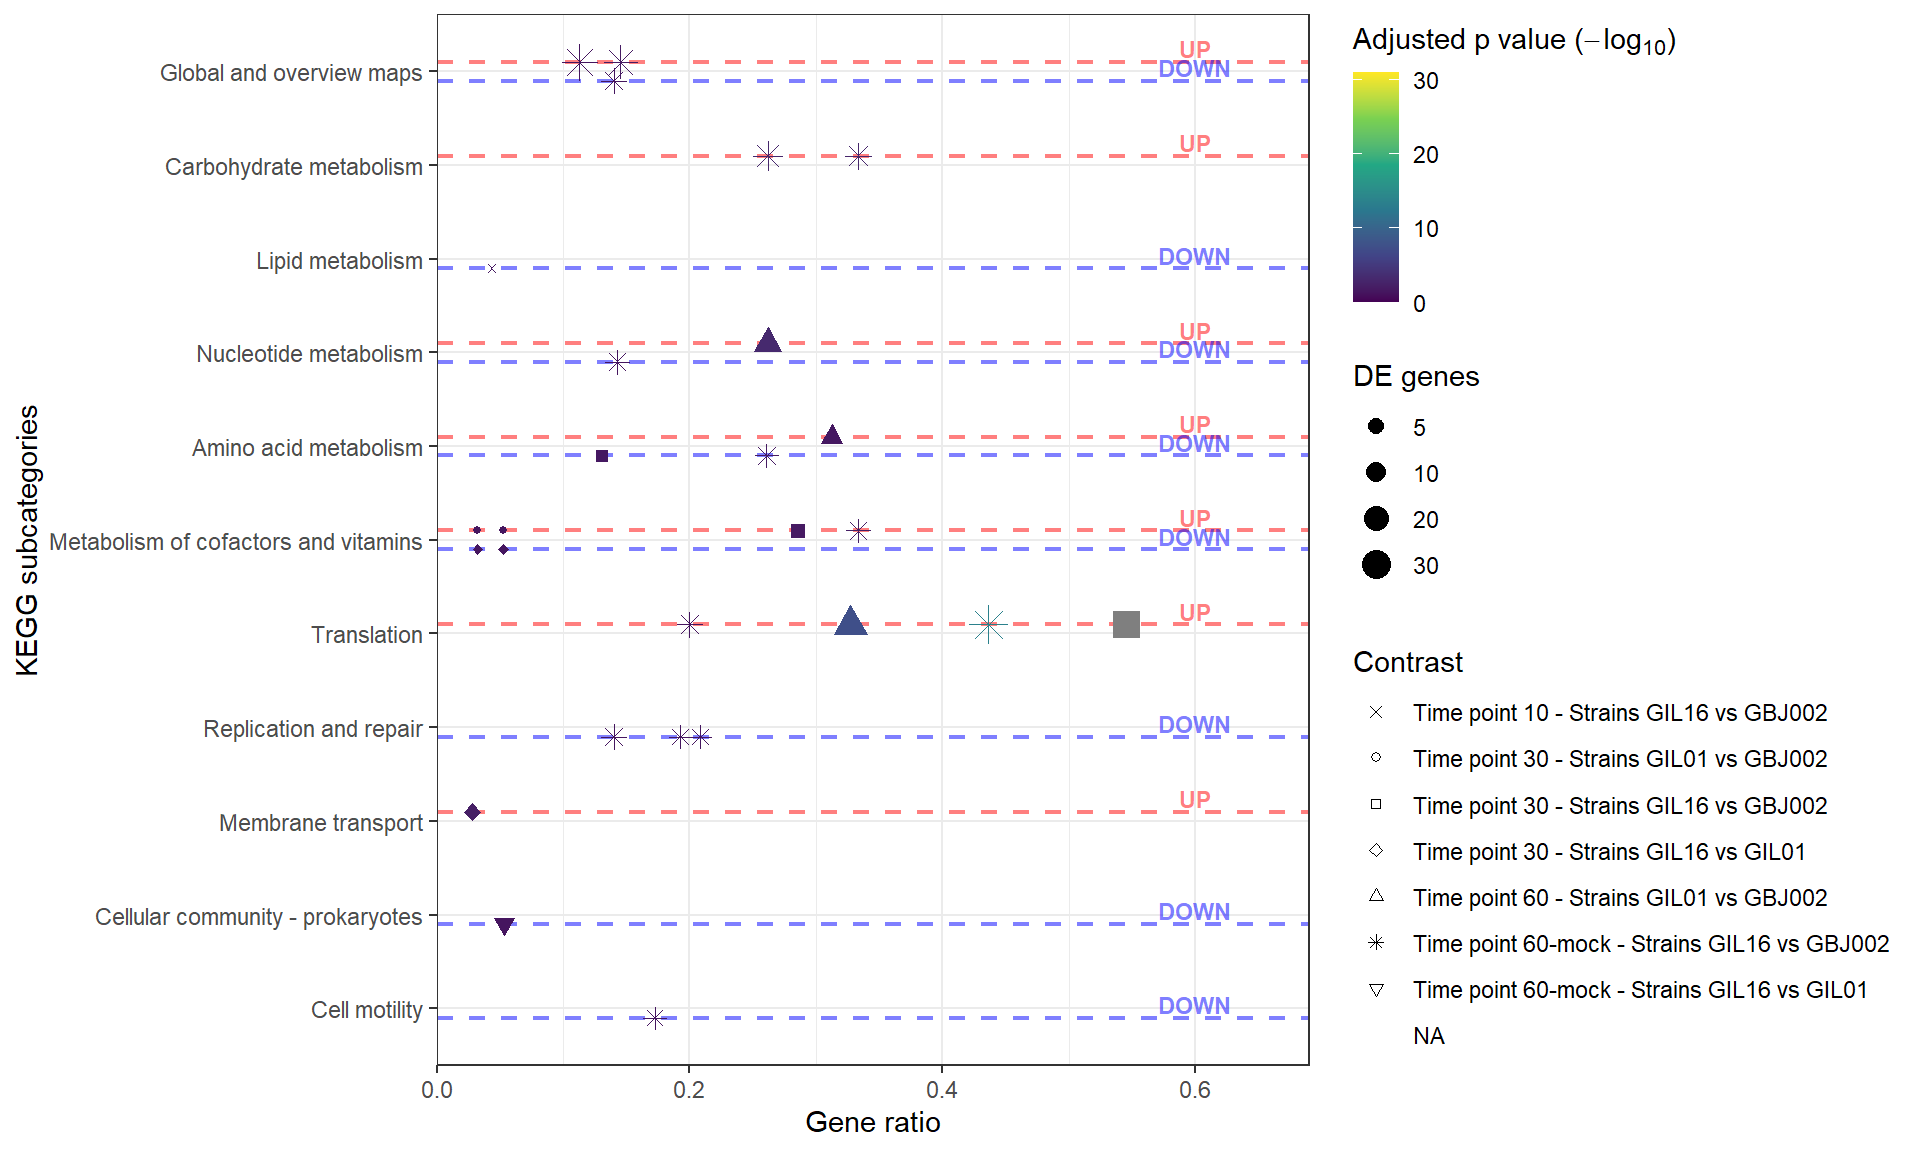 KEGG subcategories
Global and overview maps
UP
DOWN
Carbohydrate metabolism
UP
Lipid metabolism
DOWN
Nucleotide metabolism
UP
DOWN
Amino acid metabolism
UP
DOWN
Metabolism of cofactors and vitamins
UP
DOWN
Translation
UP
Replication and repair
DOWN
Membrane transport
UP
Cellular community - prokaryotes
DOWN
Cell motility
DOWN
0.0 0.2 0.4 0.6
Gene ratio
Adjusted p value (−log₁₀)
30
20
10
0
DE genes
5
10
20
30
Contrast
Time point 10 - Strains GIL16 vs GBJ002
Time point 30 - Strains GIL01 vs GBJ002
Time point 30 - Strains GIL16 vs GBJ002
Time point 30 - Strains GIL16 vs GIL01
Time point 60 - Strains GIL01 vs GBJ002
Time point 60-mock - Strains GIL16 vs GBJ002
Time point 60-mock - Strains GIL16 vs GIL01
NA